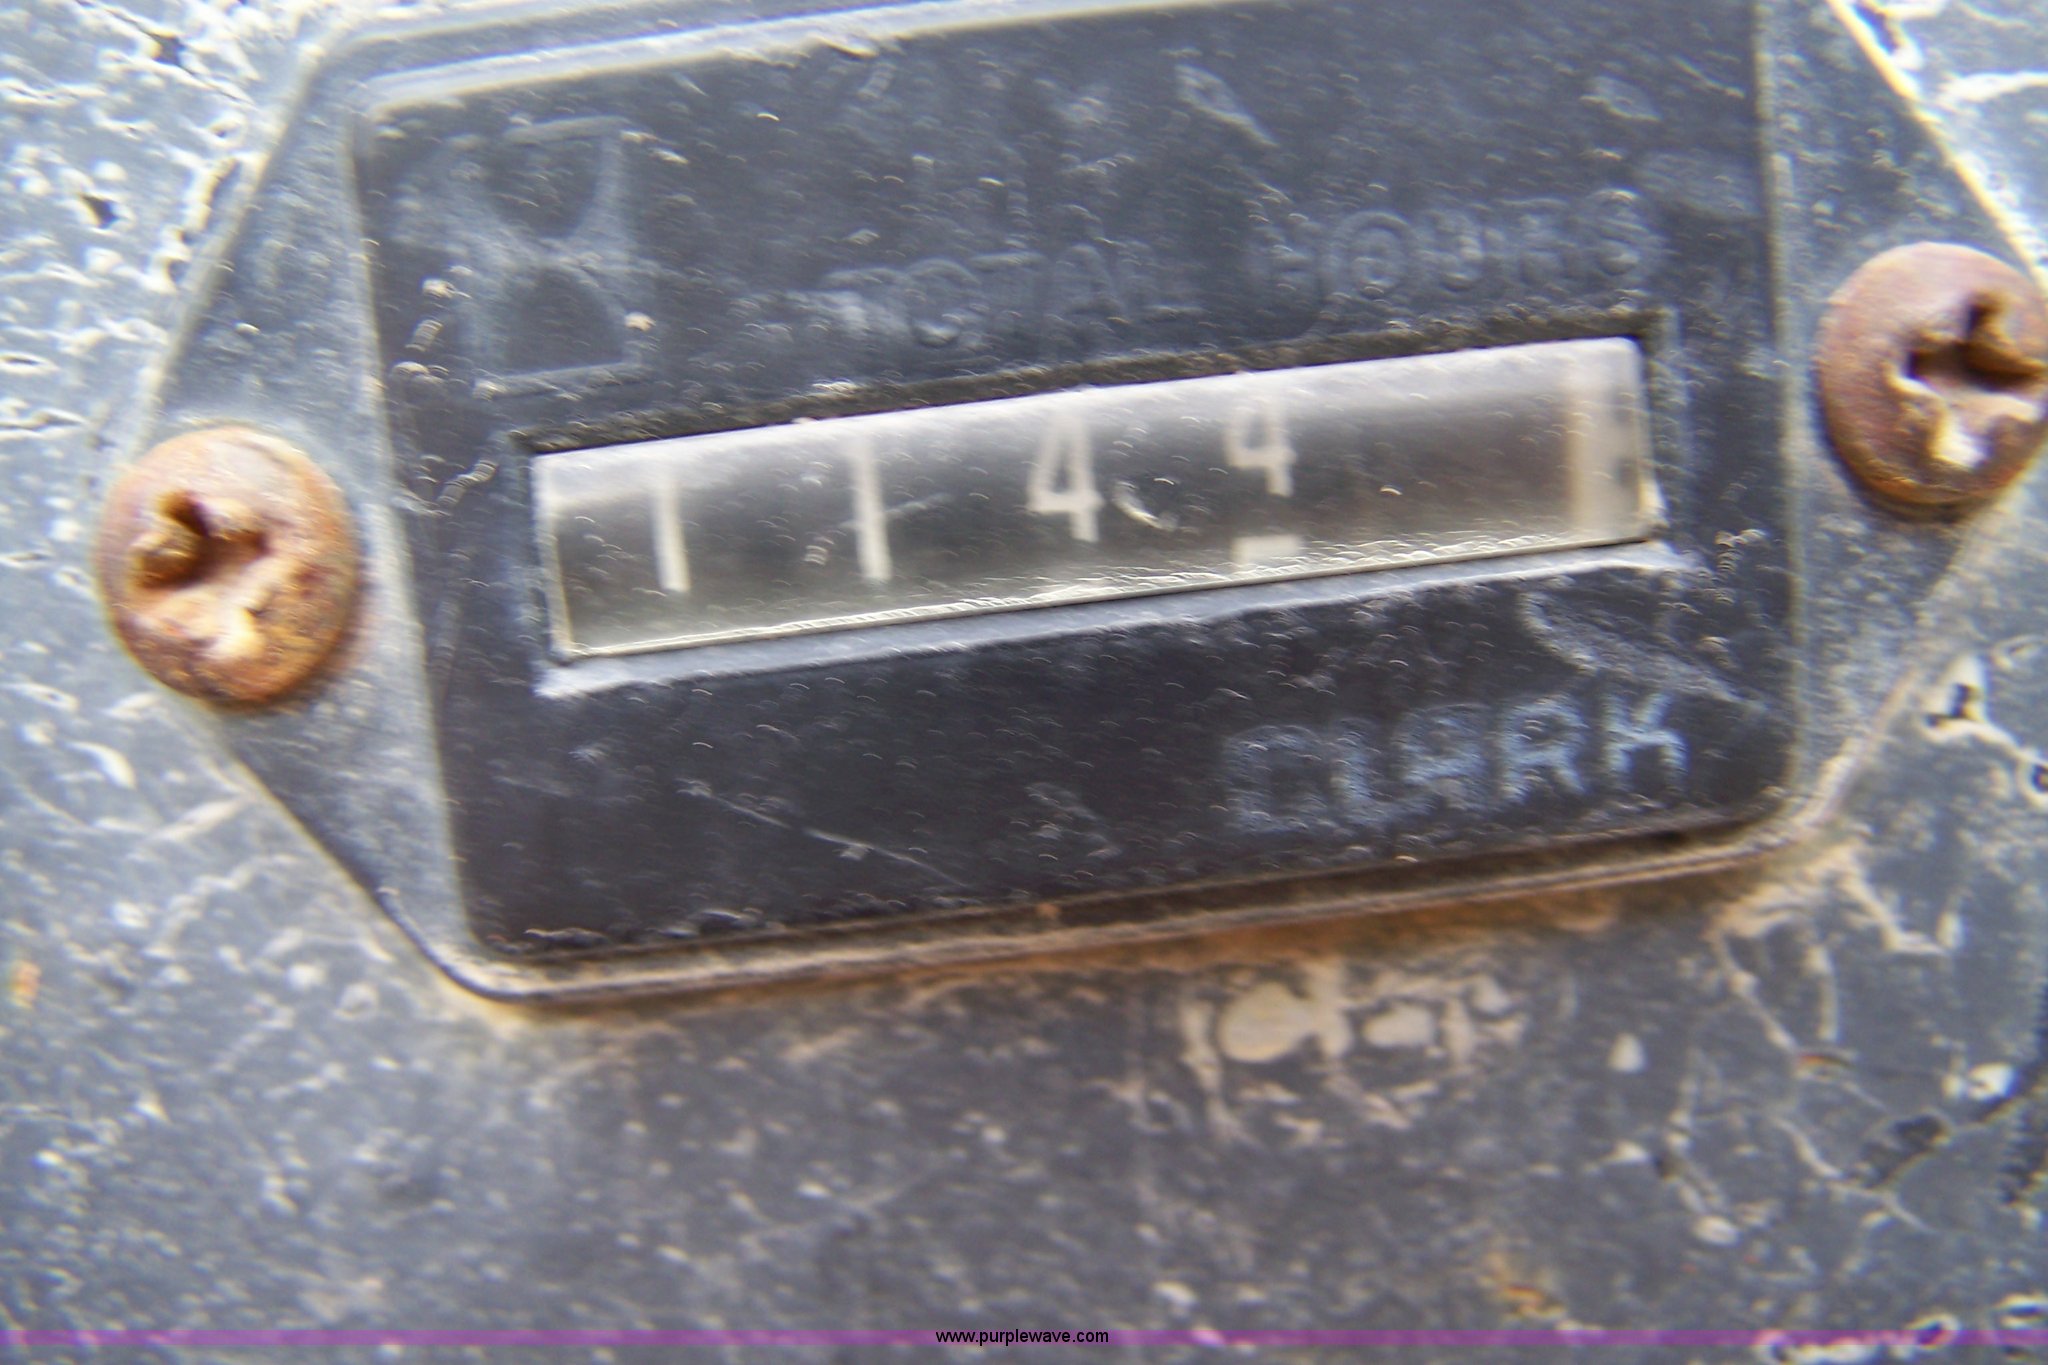 TOTAL HOURS
1 1 4 4
CLARK
www.purplewave.com